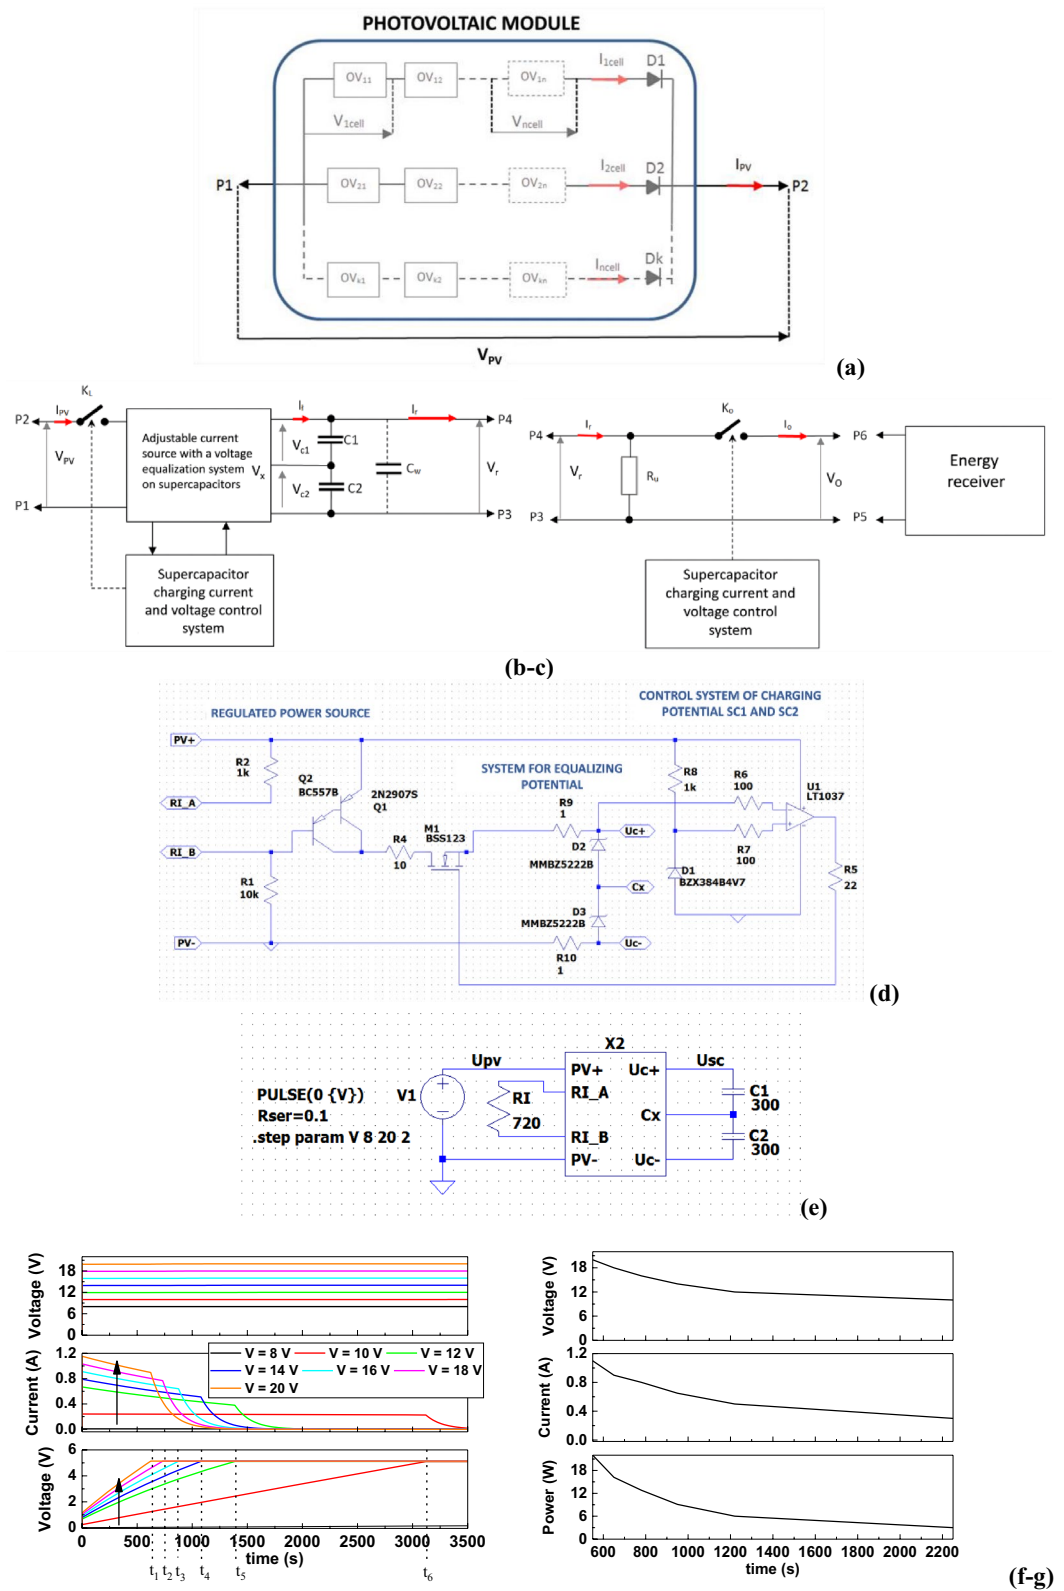 PHOTOVOLTAIC MODULE
OV11
OV12
OV1n
I1cell
D1
V1cell
Vncell
OV21
OV22
OV2n
I2cell
D2
P1
IPV
P2
OVk1
OVk2
OVkn
Incell
Dk
VPV
(a)
KL
P2
IPV
VPV
P1
Adjustable current
source with a voltage
equalization system
on supercapacitors
Vx
If
Ir
P4
Vc1
C1
Vc2
C2
Cw
Vr
P3
Supercapacitor
charging current
and voltage control
system
P4
Ir
Ko
Io
P6
Vr
Ru
VO
P3
P5
Energy
receiver
Supercapacitor
charging current and
voltage control
system
(b-c)
REGULATED POWER SOURCE
CONTROL SYSTEM OF CHARGING
POTENTIAL SC1 AND SC2
SYSTEM FOR EQUALIZING
POTENTIAL
PV+
R2
1k
RI_A
Q2
BC557B
2N2907S
Q1
RI_B
R1
10k
R4
10
M1
BSS123
R9
1
Uc+
D2
MMBZ5222B
Cx
D3
MMBZ5222B
PV-
R10
1
Uc-
R8
1k
R6
100
R7
100
U1
LT1037
D1
BZX384B4V7
R5
22
(d)
X2
Upv
Usc
PULSE(0 {V})
Rser=0.1
.step param V 8 20 2
V1
RI
720
PV+
RI_A
RI_B
PV-
Uc+
Cx
Uc-
C1
300
C2
300
(e)
Voltage (V)
18
12
6
0
Current (A)
1.2
0.8
0.4
0.0
V = 8 V
V = 10 V
V = 12 V
V = 14 V
V = 16 V
V = 18 V
V = 20 V
Voltage (V)
6
4
2
0
0 500 1000 1500 2000 2500 3000 3500
time (s)
t1 t2 t3 t4 t5 t6
Voltage (V)
18
12
6
0
Current (A)
1.2
0.8
0.4
0.0
Power (W)
18
12
6
0
600 800 1000 1200 1400 1600 1800 2000 2200
time (s)
(f-g)